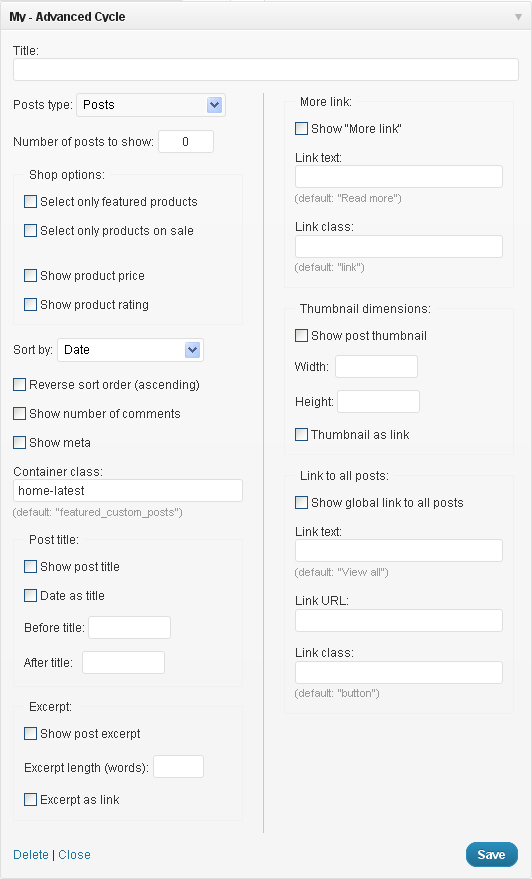 My - Advanced Cycle
Title:
Posts type: Posts
Number of posts to show: 0
Shop options:
Select only featured products
Select only products on sale
Show product price
Show product rating
Sort by: Date
Reverse sort order (ascending)
Show number of comments
Show meta
Container class:
home-latest
(default: "featured_custom_posts")
Post title:
Show post title
Date as title
Before title:
After title:
Excerpt:
Show post excerpt
Excerpt length (words):
Excerpt as link
More link:
Show "More link"
Link text:
(default: "Read more")
Link class:
(default: "link")
Thumbnail dimensions:
Show post thumbnail
Width:
Height:
Thumbnail as link
Link to all posts:
Show global link to all posts
Link text:
(default: "View all")
Link URL:
Link class:
(default: "button")
Delete | Close
Save